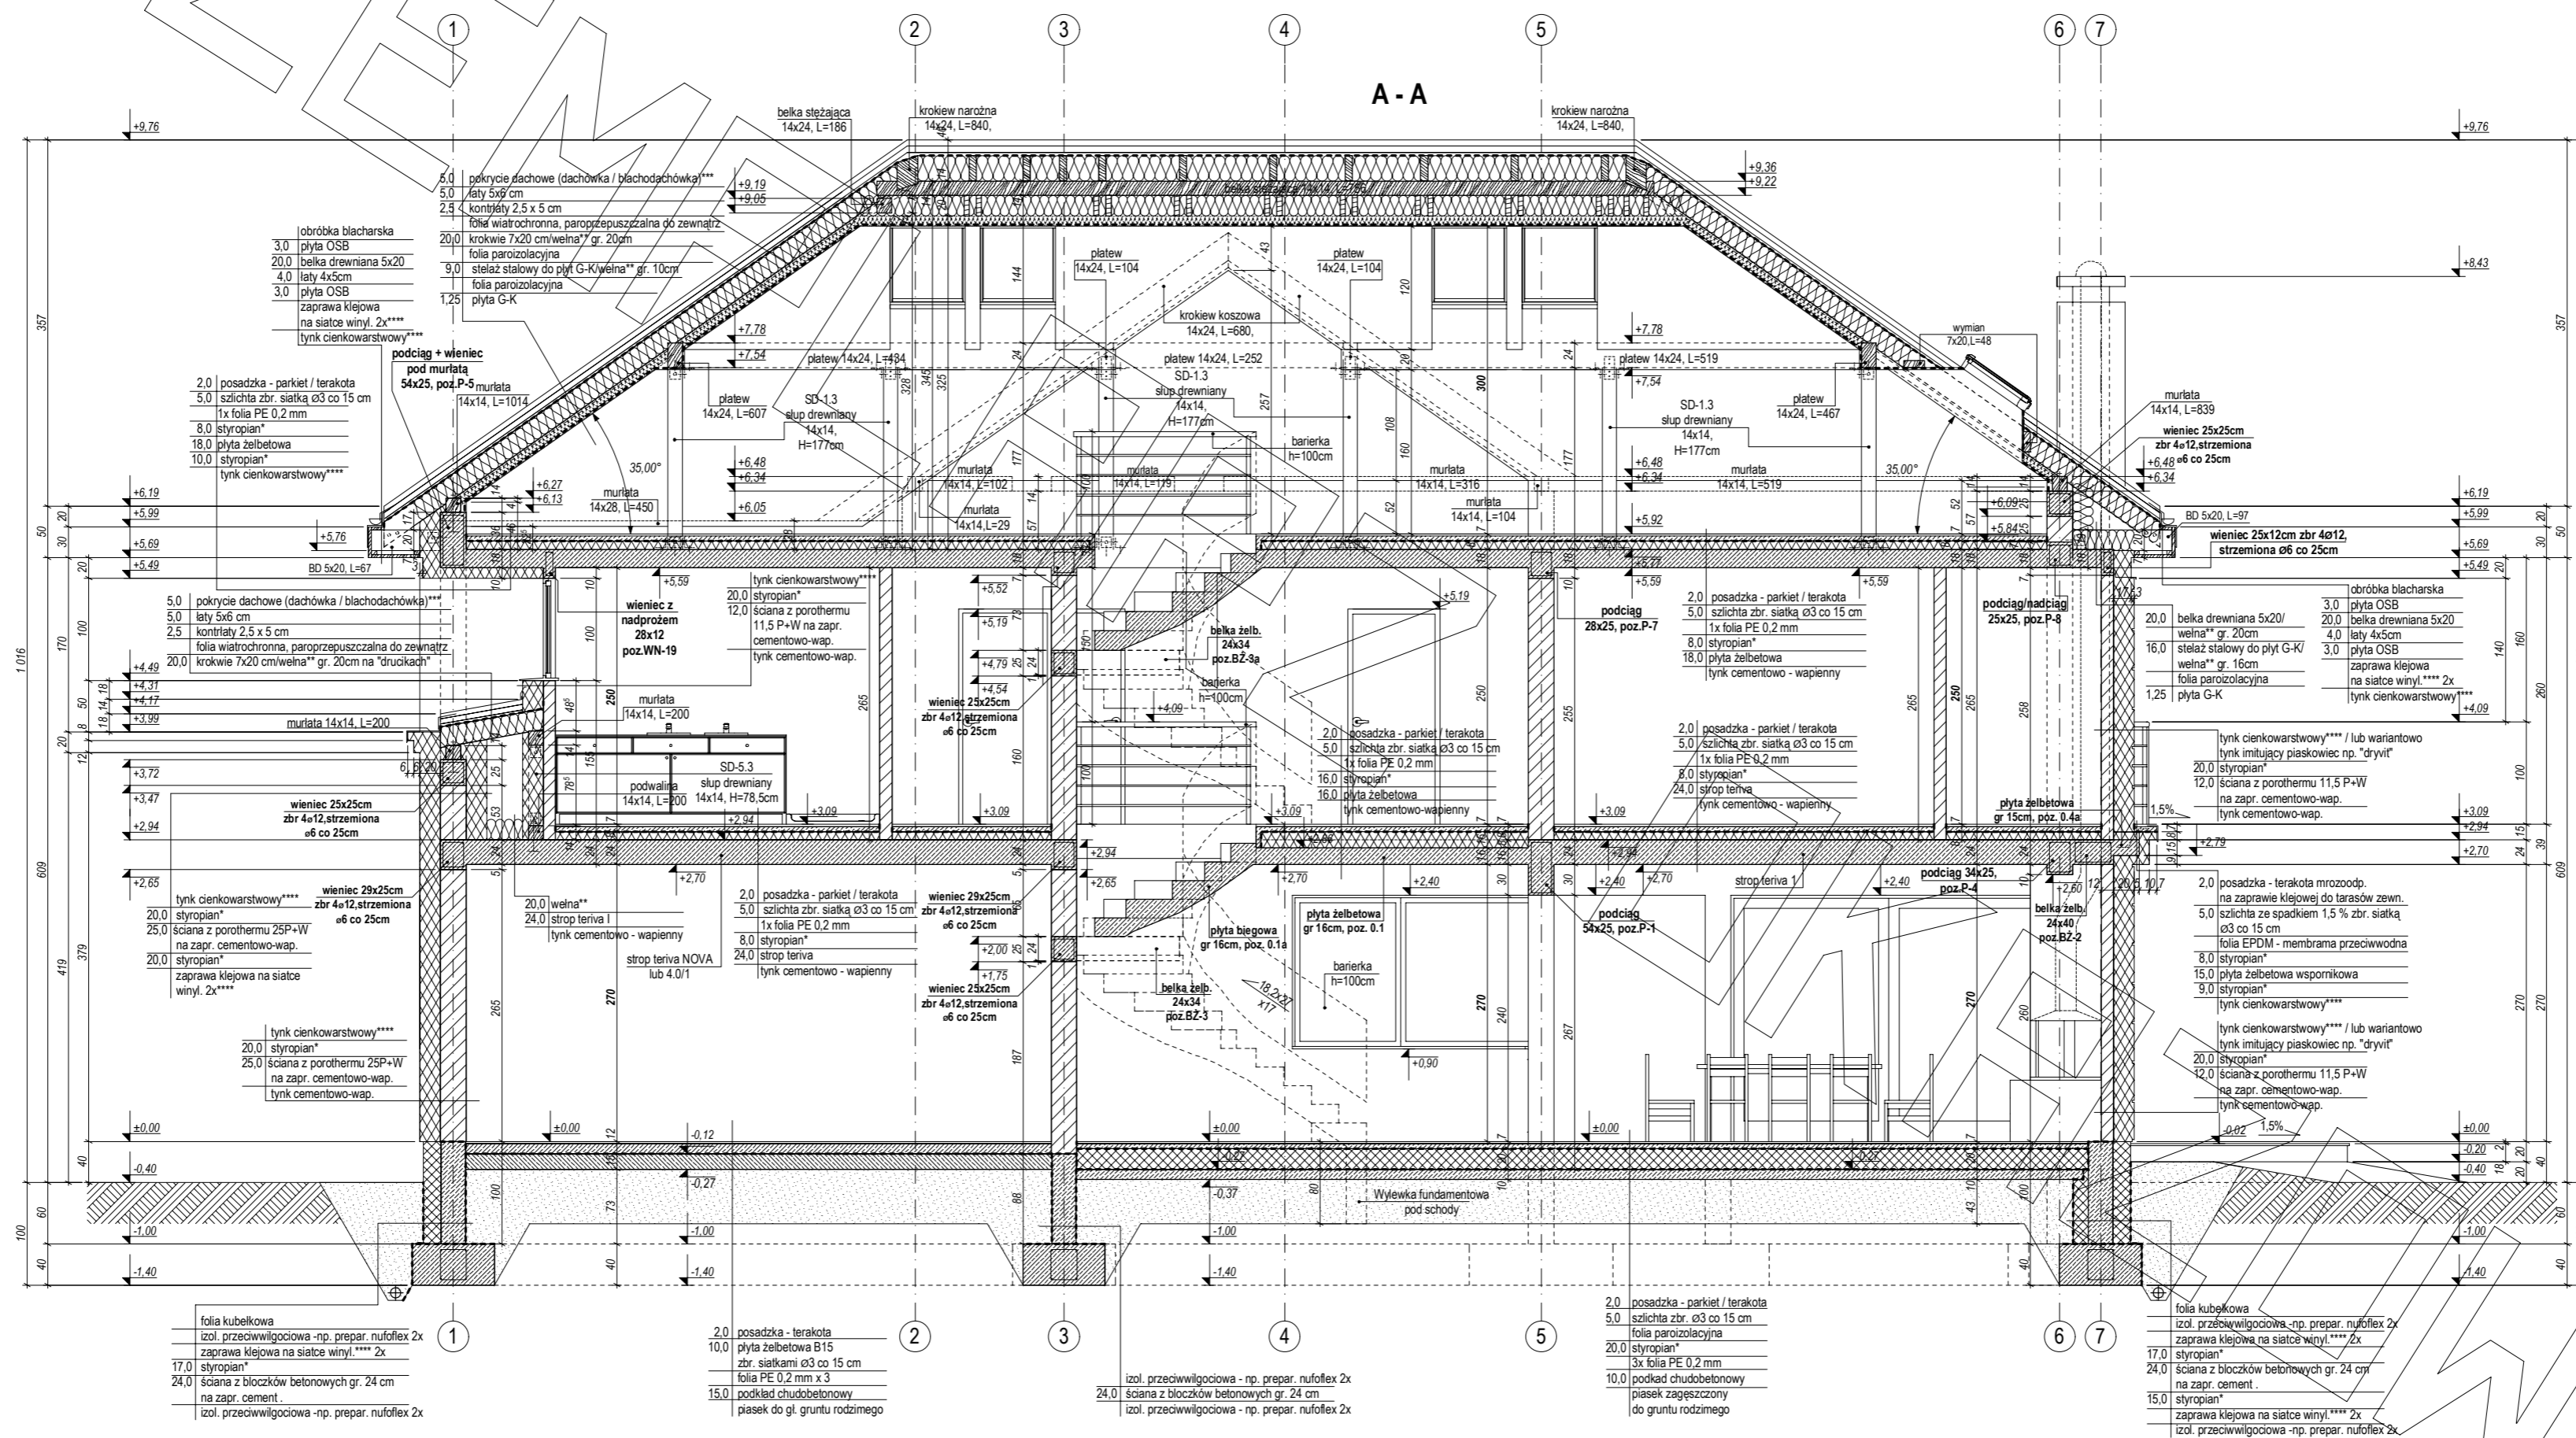 1
2
3
4
5
6
7
A - A
+9,76
belka stężająca
14x24, L=186
krokiew narożna
14x24, L=840,
krokiew narożna
14x24, L=840,
+9,76
5,0 pokrycie dachowe (dachówka / blachodachówka)***
5,0 łaty 5x6 cm
2,5 kontrłaty 2,5 x 5 cm
folia wiatrochronna, paroprzepuszczalna do zewnątrz
20,0 krokwie 7x20 cm/wełna** gr. 20cm
folia paroizolacyjna
9,0 stelaż stalowy do płyt G-K/wełna** gr. 10cm
folia paroizolacyjna
1,25 płyta G-K
+9,19
+9,05
belka stężająca 14x14, L=756
+9,36
+9,22
obróbka blacharska
3,0 płyta OSB
20,0 belka drewniana 5x20
4,0 łaty 4x5cm
3,0 płyta OSB
zaprawa klejowa
na siatce winyl. 2x****
tynk cienkowarstwowy****
płatew
14x24, L=104
płatew
14x24, L=104
+8,43
krokiew koszowa
14x24, L=680,
+7,78
+7,54
+7,78
+7,54
wymian
7x20,L=48
podciąg + wieniec
pod murłatą
54x25, poz.P-5
murłata
14x14, L=1014
płatew 14x24, L=434
płatew 14x24, L=252
płatew 14x24, L=519
2,0 posadzka - parkiet / terakota
5,0 szlichta zbr. siatką ø3 co 15 cm
1x folia PE 0,2 mm
8,0 styropian*
18,0 płyta żelbetowa
10,0 styropian*
tynk cienkowarstwowy****
płatew
14x24, L=607
SD-1.3
słup drewniany
14x14,
H=177cm
SD-1.3
słup drewniany
14x14,
H=177cm
SD-1.3
słup drewniany
14x14,
H=177cm
płatew
14x24, L=467
murłata
14x14, L=839
wieniec 25x25cm
zbr 4ø12,strzemiona
ø6 co 25cm
barierka
h=100cm
35,00°
35,00°
+6,48
+6,34
+6,48
+6,34
+6,48
+6,34
+6,19
+5,99
+5,76
+5,69
+5,49
+6,27
+6,13
murłata
14x28, L=450
+6,05
murłata
14x14, L=102
murłata
14x14, L=29
murłata
14x14, L=119
murłata
14x14, L=316
murłata
14x14, L=104
murłata
14x14, L=519
+5,92
+6,09
+5,84
+6,19
+5,99
+5,69
+5,49
BD 5x20, L=67
BD 5x20, L=97
wieniec 25x12cm zbr 4ø12,
strzemiona ø6 co 25cm
5,0 pokrycie dachowe (dachówka / blachodachówka)***
5,0 łaty 5x6 cm
2,5 kontrłaty 2,5 x 5 cm
folia wiatrochronna, paroprzepuszczalna do zewnątrz
20,0 krokwie 7x20 cm/wełna** gr. 20cm na "drucikach"
+5,59
wieniec z
nadprożem
28x12
poz.WN-19
tynk cienkowarstwowy****
20,0 styropian*
12,0 ściana z porothermu
11,5 P+W na zapr.
cementowo-wap.
tynk cementowo-wap.
+5,52
+5,19
+4,79
+4,54
belka żelb.
24x34
poz.BŻ-3a
barierka
h=100cm
+5,19
+5,77
+5,59
+5,59
podciąg
28x25, poz.P-7
2,0 posadzka - parkiet / terakota
5,0 szlichta zbr. siatką ø3 co 15 cm
1x folia PE 0,2 mm
8,0 styropian*
18,0 płyta żelbetowa
tynk cementowo - wapienny
podciąg/nadciąg
25x25, poz.P-8
20,0 belka drewniana 5x20/
wełna** gr. 20cm
16,0 stelaż stalowy do płyt G-K/
wełna** gr. 16cm
folia paroizolacyjna
1,25 płyta G-K
obróbka blacharska
3,0 płyta OSB
20,0 belka drewniana 5x20
4,0 łaty 4x5cm
3,0 płyta OSB
zaprawa klejowa
na siatce winyl.**** 2x
tynk cienkowarstwowy****
+4,49
+4,31
+4,17
+3,99
+3,72
+3,47
+2,94
+2,65
murłata 14x14, L=200
murłata
14x14, L=200
wieniec 25x25cm
zbr 4ø12,strzemiona
ø6 co 25cm
+4,09
+4,09
wieniec 25x25cm
zbr 4ø12,strzemiona
ø6 co 25cm
podwalina
14x14, L=200
SD-5.3
słup drewniany
14x14, H=78,5cm
+3,09
+3,09
+3,09
+3,09
2,0 posadzka - parkiet / terakota
5,0 szlichta zbr. siatką ø3 co 15 cm
1x folia PE 0,2 mm
16,0 styropian*
16,0 płyta żelbetowa
tynk cementowo-wapienny
2,0 posadzka - parkiet / terakota
5,0 szlichta zbr. siatką ø3 co 15 cm
1x folia PE 0,2 mm
8,0 styropian*
24,0 strop teriva
tynk cementowo - wapienny
płyta żelbetowa
gr 15cm, poz. 0.4a
tynk cienkowarstwowy**** / lub wariantowo
tynk imitujący piaskowiec np. "dryvit"
20,0 styropian*
12,0 ściana z porothermu 11,5 P+W
na zapr. cementowo-wap.
tynk cementowo-wap.
1,5%
+3,09
+2,94
+2,79
+2,70
+2,94
+2,70
+2,94
+2,65
+2,70
+2,40
+2,40
+2,94
+2,70
+2,40
+2,60
strop teriva 1
podciąg 34x25,
poz.P-4
belka żelb.
24x40
poz.BŻ-2
wieniec 29x25cm
zbr 4ø12,strzemiona
ø6 co 25cm
tynk cienkowarstwowy****
20,0 styropian*
25,0 ściana z porothermu 25P+W
na zapr. cementowo-wap.
20,0 styropian*
zaprawa klejowa na siatce
winyl. 2x****
20,0 wełna**
24,0 strop teriva I
tynk cementowo - wapienny
strop teriva NOVA
lub 4.0/1
2,0 posadzka - parkiet / terakota
5,0 szlichta zbr. siatką ø3 co 15 cm
1x folia PE 0,2 mm
8,0 styropian*
24,0 strop teriva
tynk cementowo - wapienny
wieniec 29x25cm
zbr 4ø12,strzemiona
ø6 co 25cm
+2,00
+1,75
wieniec 25x25cm
zbr 4ø12,strzemiona
ø6 co 25cm
płyta biegowa
gr 16cm, poz. 0.1a
belka żelb.
24x34
poz.BŻ-3
18,2x27
x17
płyta żelbetowa
gr 16cm, poz. 0.1
barierka
h=100cm
podciąg
54x25, poz.P-1
+0,90
2,0 posadzka - terakota mrozoodp.
na zaprawie klejowej do tarasów zewn.
5,0 szlichta ze spadkiem 1,5 % zbr. siatką
ø3 co 15 cm
folia EPDM - membrama przeciwwodna
8,0 styropian*
15,0 płyta żelbetowa wspornikowa
9,0 styropian*
tynk cienkowarstwowy****
tynk cienkowarstwowy****
20,0 styropian*
25,0 ściana z porothermu 25P+W
na zapr. cementowo-wap.
tynk cementowo-wap.
tynk cienkowarstwowy**** / lub wariantowo
tynk imitujący piaskowiec np. "dryvit"
20,0 styropian*
12,0 ściana z porothermu 11,5 P+W
na zapr. cementowo-wap.
tynk cementowo-wap.
±0,00
±0,00
-0,12
±0,00
±0,00
-0,02
1,5%
±0,00
-0,20
-0,40
-0,40
-0,27
-0,27
-0,37
-0,27
Wylewka fundamentowa
pod schody
-1,00
-1,00
-1,00
-1,00
-1,40
-1,40
-1,40
-1,40
1
2
3
4
5
6
7
folia kubełkowa
izol. przeciwwilgociowa -np. prepar. nufoflex 2x
zaprawa klejowa na siatce winyl.**** 2x
17,0 styropian*
24,0 ściana z bloczków betonowych gr. 24 cm
na zapr. cement .
izol. przeciwwilgociowa -np. prepar. nufoflex 2x
2,0 posadzka - terakota
10,0 płyta żelbetowa B15
zbr. siatkami ø3 co 15 cm
folia PE 0,2 mm x 3
15,0 podkład chudobetonowy
piasek do gł. gruntu rodzimego
izol. przeciwwilgociowa - np. prepar. nufoflex 2x
24,0 ściana z bloczków betonowych gr. 24 cm
izol. przeciwwilgociowa - np. prepar. nufoflex 2x
2,0 posadzka - parkiet / terakota
5,0 szlichta zbr. ø3 co 15 cm
folia paroizolacyjna
20,0 styropian*
3x folia PE 0,2 mm
10,0 podkad chudobetonowy
piasek zagęszczony
do gruntu rodzimego
folia kubełkowa
izol. przeciwwilgociowa -np. prepar. nufoflex 2x
zaprawa klejowa na siatce winyl.**** 2x
17,0 styropian*
24,0 ściana z bloczków betonowych gr. 24 cm
na zapr. cement .
15,0 styropian*
zaprawa klejowa na siatce winyl.**** 2x
izol. przeciwwilgociowa -np. prepar. nufoflex 2x